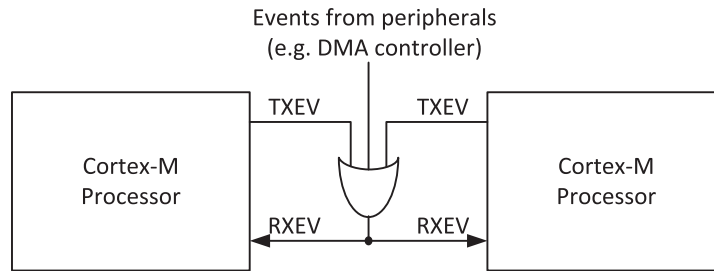 Events from peripherals
(e.g. DMA controller)
TXEV
TXEV
Cortex-M
Processor
Cortex-M
Processor
RXEV
RXEV